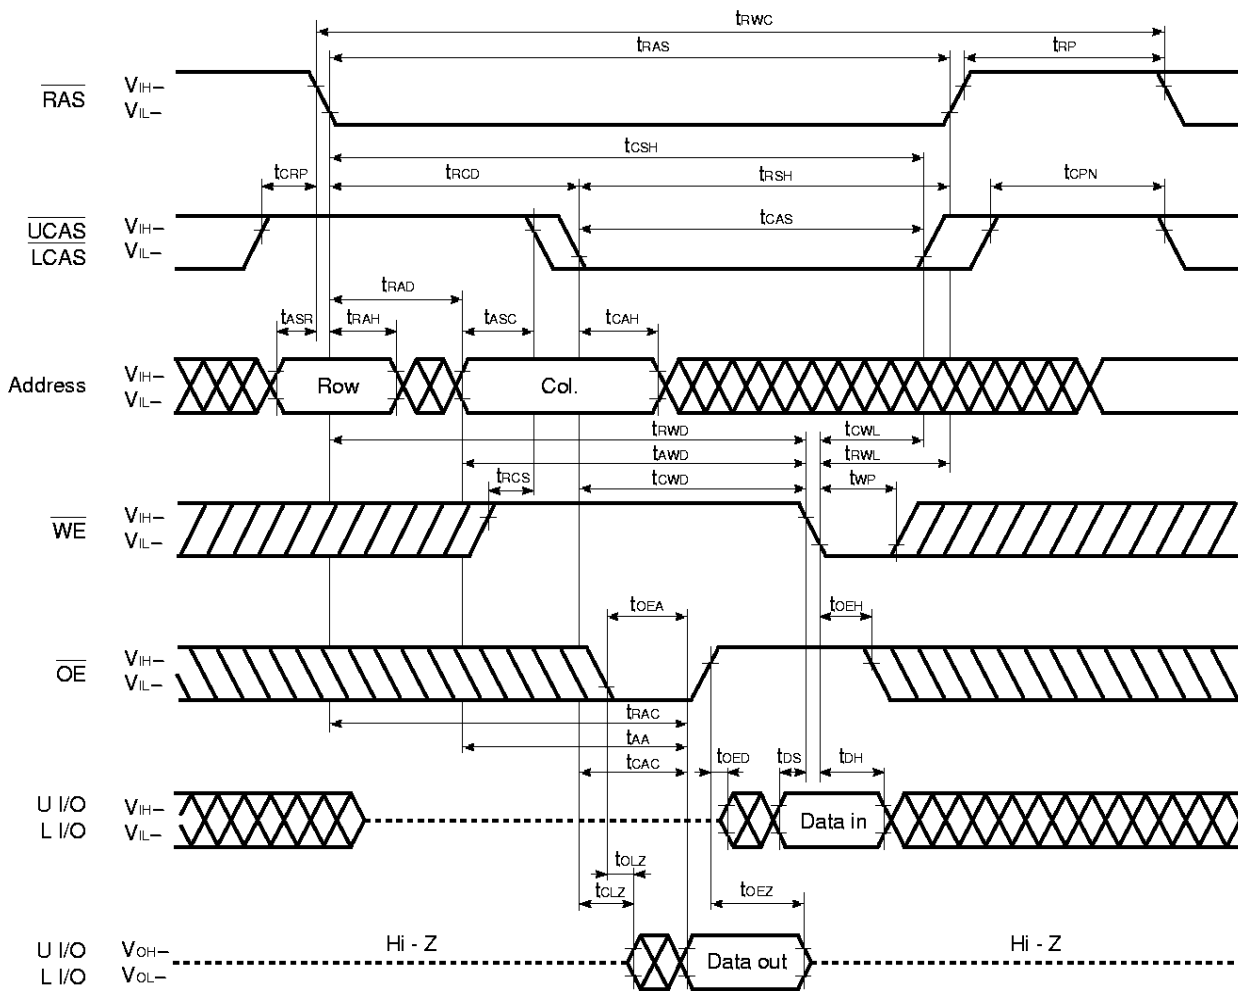 tRWC
tRAS tRP
RAS VIH–
VIL–
tCSH
tCRP tRCD tRSH tCPN
UCAS VIH– tCAS
LCAS VIL–
tRAD
tASR tRAH tASC tCAH
Address VIH– Row Col.
VIL–
tRWD tCWL
tAWD tRWL
tRCS tCWD tWP
WE VIH–
VIL–
tOEA tOEH
OE VIH–
VIL–
tRAC
tAA
tCAC tOED tDS tDH
U I/O VIH–
L I/O VIL– Data in
tOLZ
tCLZ tOEZ
U I/O VOH– Hi - Z Hi - Z
L I/O VOL– Data out